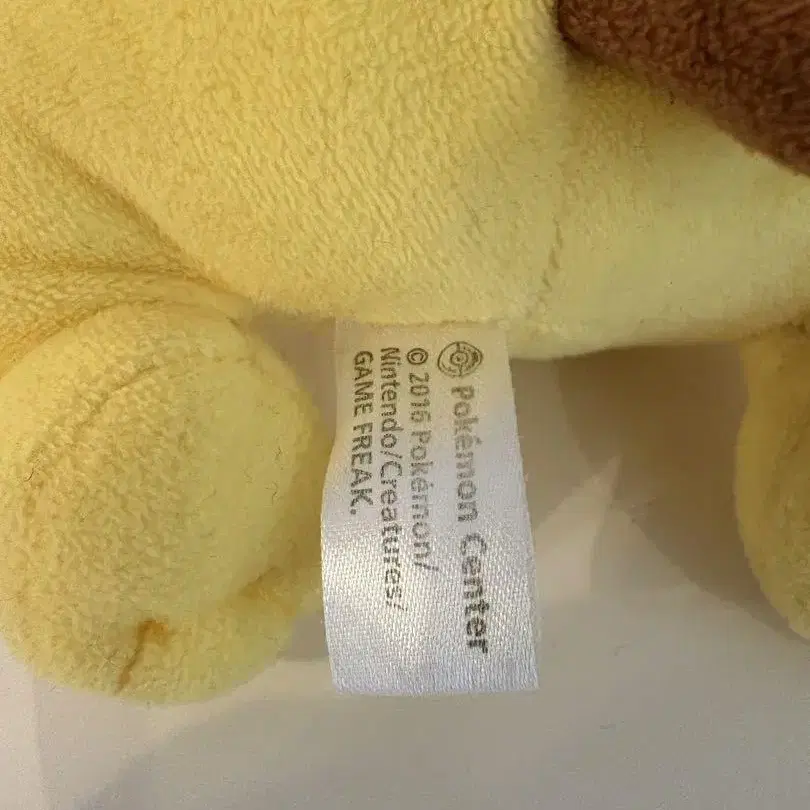 Pokémon Center
© 2016 Pokémon/
Nintendo/Creatures/
GAME FREAK.